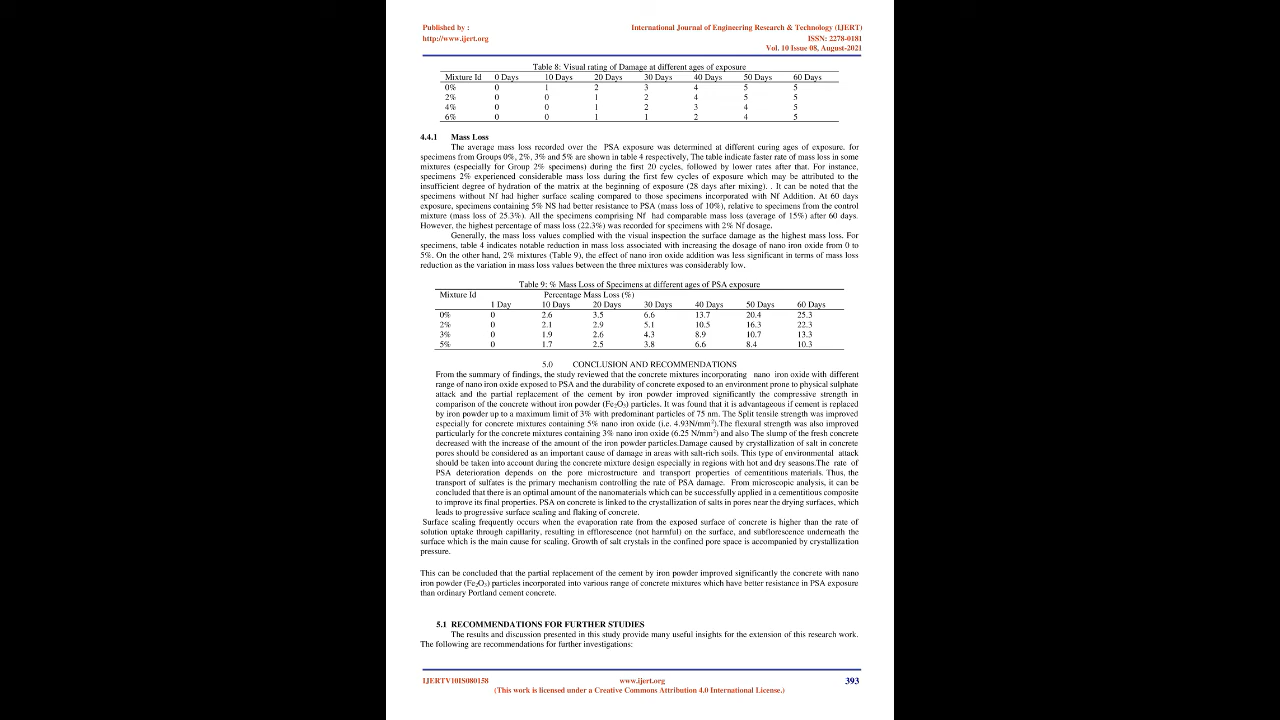 Published by :
International Journal of Engineering Research & Technology (IJERT)
http://www.ijert.org
ISSN: 2278-0181
Vol. 10 Issue 08, August-2021
Table 8: Visual rating of Damage at different ages of exposure
Mixture Id 0 Days 10 Days 20 Days 30 Days 40 Days 50 Days 60 Days
0% 0 1 2 3 4 5 5
2% 0 0 1 2 4 5 5
4% 0 0 1 2 3 4 5
6% 0 0 1 1 2 4 5
4.4.1 Mass Loss
The average mass loss recorded over the PSA exposure was determined at different curing ages of exposure. for
specimens from Groups 0%, 2%, 3% and 5% are shown in table 4 respectively, The table indicate faster rate of mass loss in some
mixtures (especially for Group 2% specimens) during the first 20 cycles, followed by lower rates after that. For instance,
specimens 2% experienced considerable mass loss during the first few cycles of exposure which may be attributed to the
insufficient degree of hydration of the matrix at the beginning of exposure (28 days after mixing). . It can be noted that the
specimens without Nf had higher surface scaling compared to those specimens incorporated with Nf Addition. At 60 days
exposure, specimens containing 5% NS had better resistance to PSA (mass loss of 10%), relative to specimens from the control
mixture (mass loss of 25.3%). All the specimens comprising Nf had comparable mass loss (average of 15%) after 60 days.
However, the highest percentage of mass loss (22.3%) was recorded for specimens with 2% Nf dosage.
Generally, the mass loss values complied with the visual inspection the surface damage as the highest mass loss. For
specimens, table 4 indicates notable reduction in mass loss associated with increasing the dosage of nano iron oxide from 0 to
5%. On the other hand, 2% mixtures (Table 9), the effect of nano iron oxide addition was less significant in terms of mass loss
reduction as the variation in mass loss values between the three mixtures was considerably low.
Table 9: % Mass Loss of Specimens at different ages of PSA exposure
Mixture Id Percentage Mass Loss (%)
1 Day 10 Days 20 Days 30 Days 40 Days 50 Days 60 Days
0% 0 2.6 3.5 6.6 13.7 20.4 25.3
2% 0 2.1 2.9 5.1 10.5 16.3 22.3
3% 0 1.9 2.6 4.3 8.9 10.7 13.3
5% 0 1.7 2.5 3.8 6.6 8.4 10.3
5.0 CONCLUSION AND RECOMMENDATIONS
From the summary of findings, the study reviewed that the concrete mixtures incorporating nano iron oxide with different
range of nano iron oxide exposed to PSA and the durability of concrete exposed to an environment prone to physical sulphate
attack and the partial replacement of the cement by iron powder improved significantly the compressive strength in
comparison of the concrete without iron powder (Fe₂O₃) particles. It was found that it is advantageous if cement is replaced
by iron powder up to a maximum limit of 3% with predominant particles of 75 nm. The Split tensile strength was improved
especially for concrete mixtures containing 5% nano iron oxide (i.e. 4.93N/mm²).The flexural strength was also improved
particularly for the concrete mixtures containing 3% nano iron oxide (6.25 N/mm²) and also The slump of the fresh concrete
decreased with the increase of the amount of the iron powder particles.Damage caused by crystallization of salt in concrete
pores should be considered as an important cause of damage in areas with salt-rich soils. This type of environmental attack
should be taken into account during the concrete mixture design especially in regions with hot and dry seasons.The rate of
PSA deterioration depends on the pore microstructure and transport properties of cementitious materials. Thus, the
transport of sulfates is the primary mechanism controlling the rate of PSA damage. From microscopic analysis, it can be
concluded that there is an optimal amount of the nanomaterials which can be successfully applied in a cementitious composite
to improve its final properties. PSA on concrete is linked to the crystallization of salts in pores near the drying surfaces, which
leads to progressive surface scaling and flaking of concrete.
Surface scaling frequently occurs when the evaporation rate from the exposed surface of concrete is higher than the rate of
solution uptake through capillarity, resulting in efflorescence (not harmful) on the surface, and subflorescence underneath the
surface which is the main cause for scaling. Growth of salt crystals in the confined pore space is accompanied by crystallization
pressure.
This can be concluded that the partial replacement of the cement by iron powder improved significantly the concrete with nano
iron powder (Fe₂O₃) particles incorporated into various range of concrete mixtures which have better resistance in PSA exposure
than ordinary Portland cement concrete.
5.1 RECOMMENDATIONS FOR FURTHER STUDIES
The results and discussion presented in this study provide many useful insights for the extension of this research work.
The following are recommendations for further investigations:
IJERTV10IS080158 www.ijert.org 393
(This work is licensed under a Creative Commons Attribution 4.0 International License.)